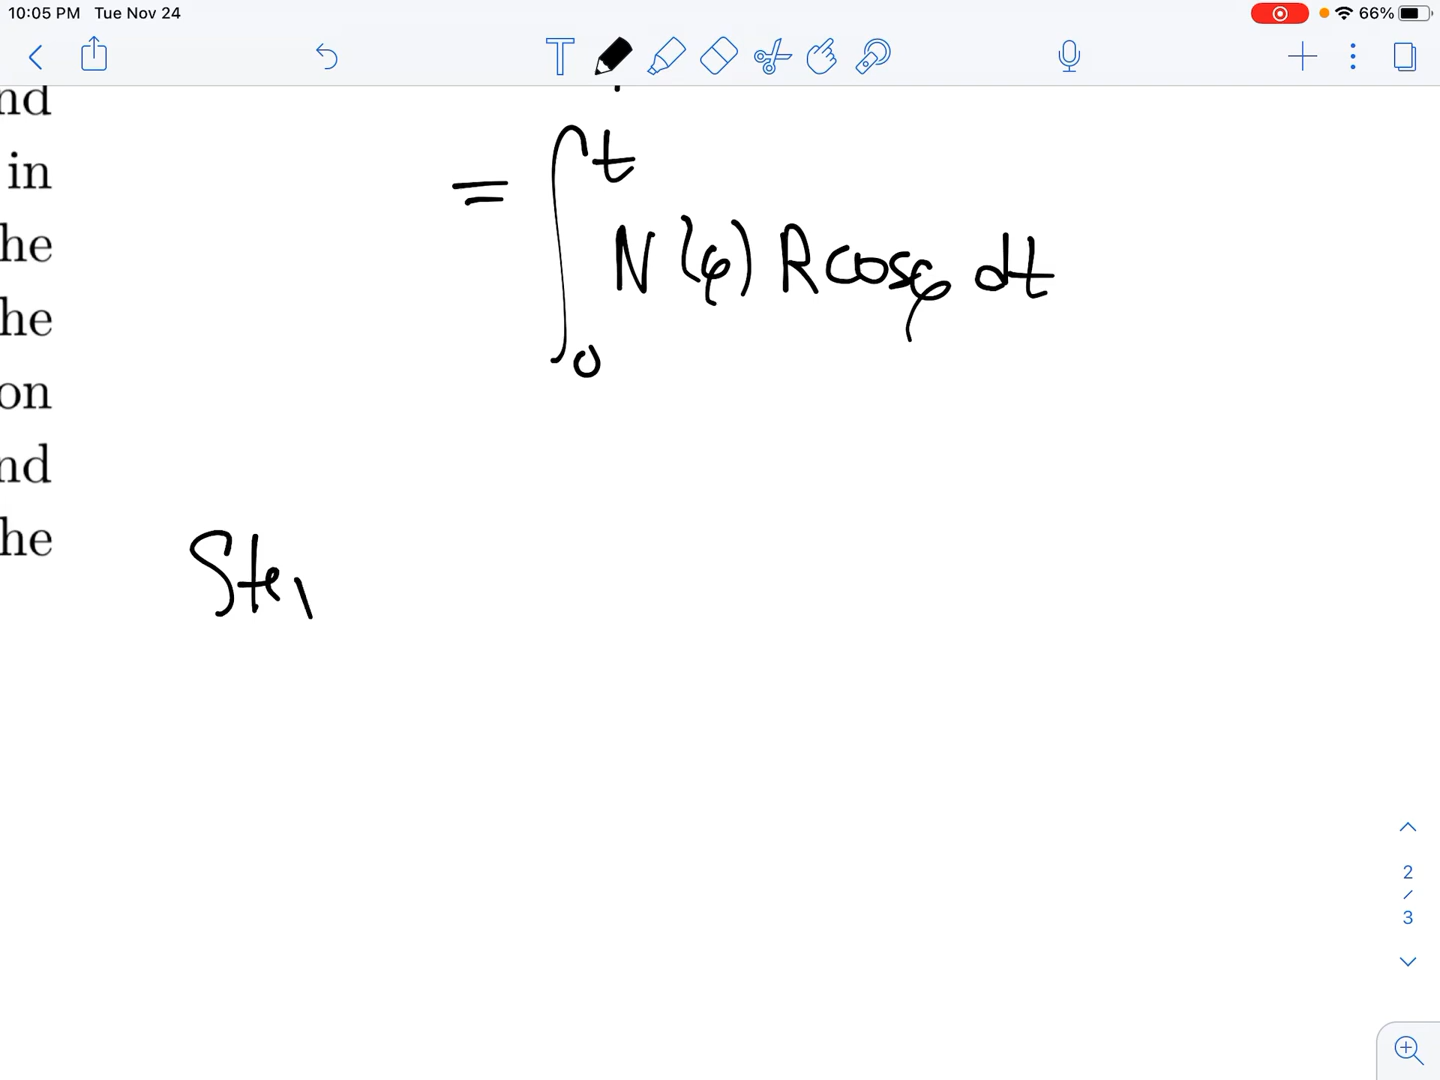 10:05 PM Tue Nov 24 66%
nd
in
he
he
on
nd
he
= ∫₀ᵗ N(φ) R cosφ dt
Ste
2
/
3